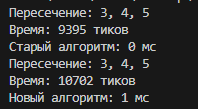 Пересечение: 3, 4, 5
Время: 9395 тиков
Старый алгоритм: 0 мс
Пересечение: 3, 4, 5
Время: 10702 тиков
Новый алгоритм: 1 мс